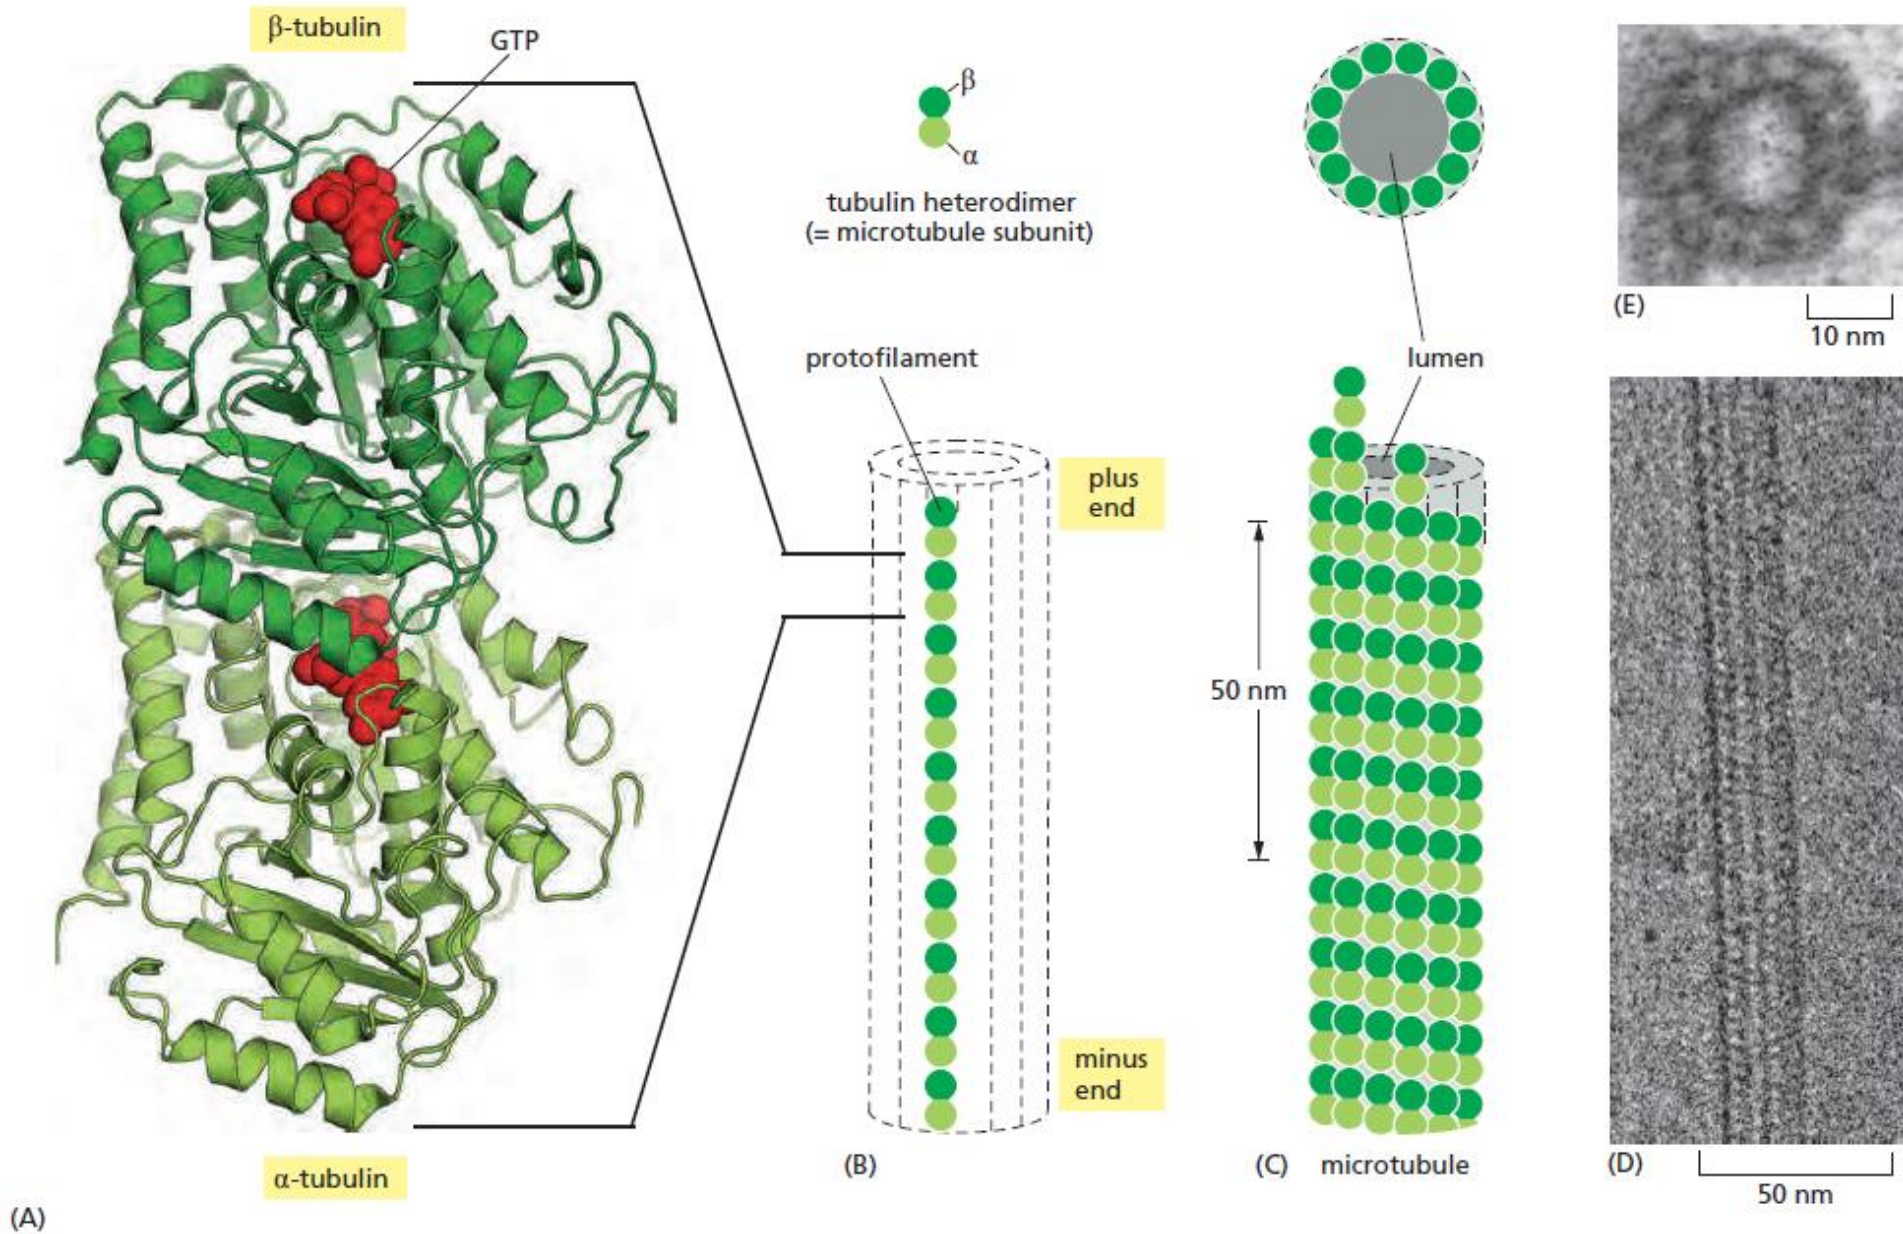 β-tubulin
GTP
(A)
α-tubulin
β
α
tubulin heterodimer
(= microtubule subunit)
protofilament
plus
end
minus
end
(B)
lumen
50 nm
(C)
microtubule
(E)
10 nm
(D)
50 nm